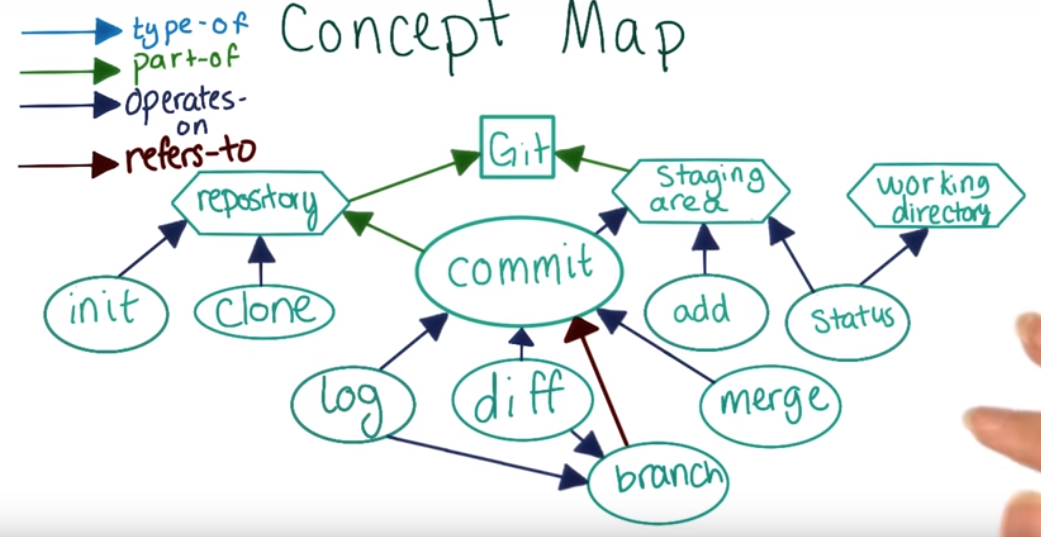 type-of
Concept Map
part-of
operates-
on
refers-to
Git
repository
Staging
area
working
directory
commit
init
clone
add
status
log
diff
merge
branch